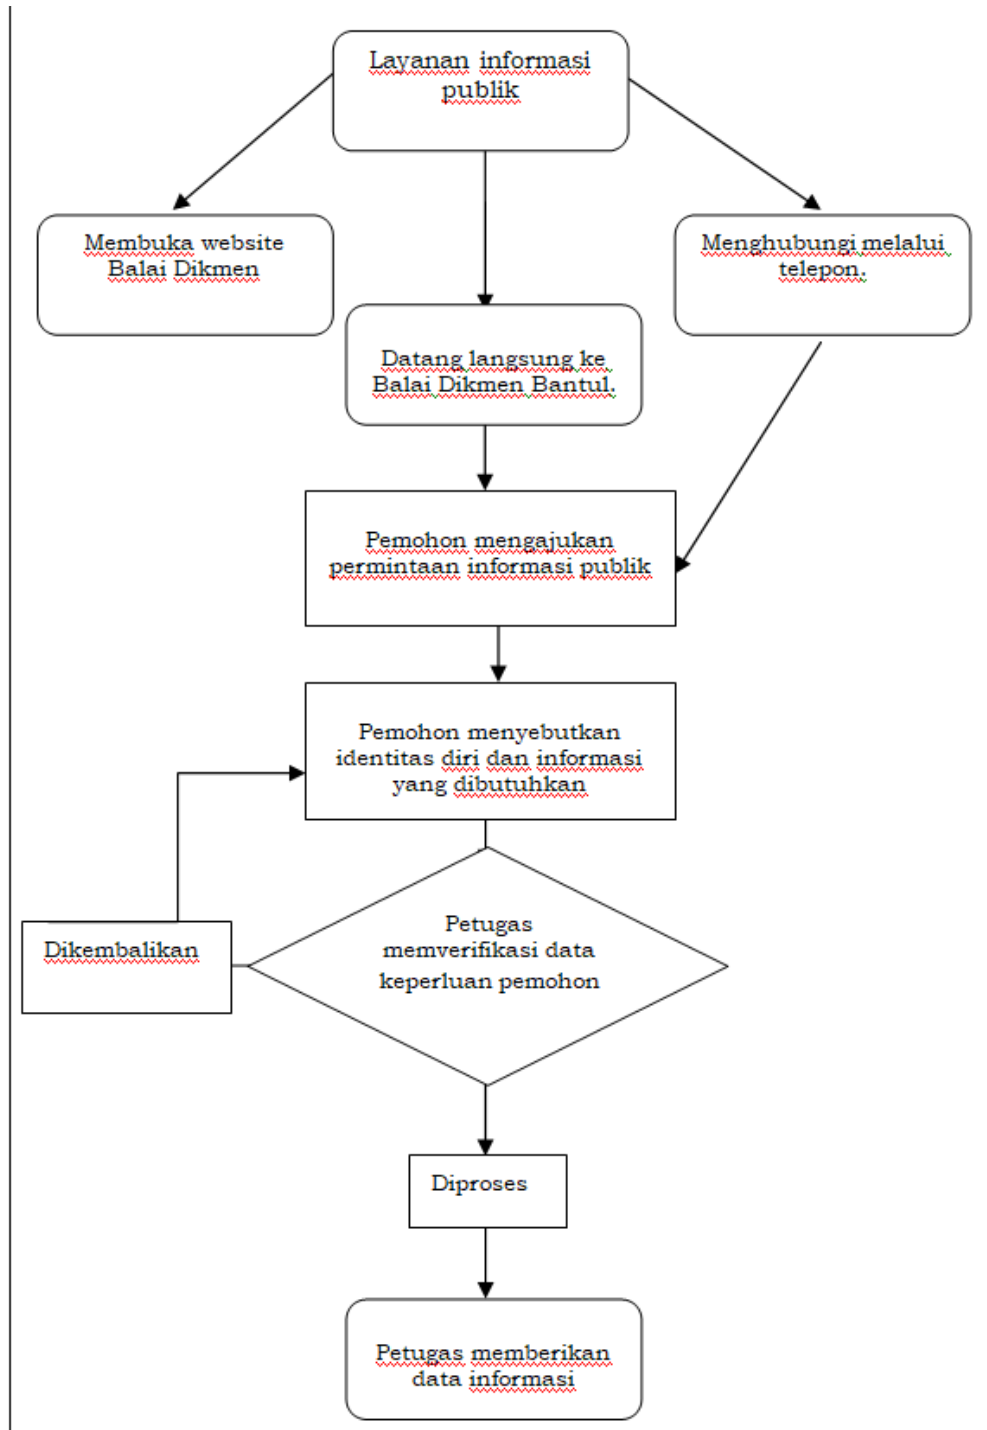 Layanan informasi
publik
Membuka website
Balai Dikmen
Menghubungi melalui
telepon.
Datang langsung ke
Balai Dikmen Bantul.
Pemohon mengajukan
permintaan informasi publik
Pemohon menyebutkan
identitas diri dan informasi
yang dibutuhkan
Petugas
memverifikasi data
keperluan pemohon
Dikembalikan
Diproses
Petugas memberikan
data informasi